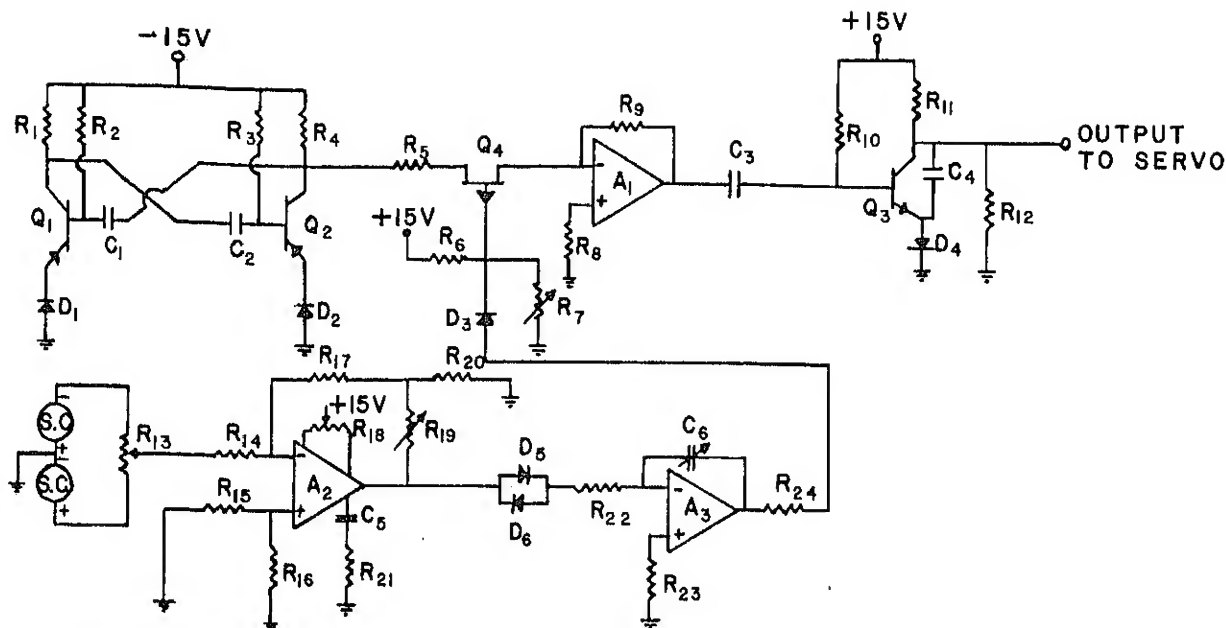 −15V
+15V
R1
R2
R3
R4
R5
Q4
R9
A1
−
+
C3
R10
R11
OUTPUT
TO SERVO
Q1
C1
C2
Q2
+15V
R6
R8
Q3
C4
R12
D4
D1
D2
D3
R7
R17
R20
−
S.C
+
−
S.C.
+
R13
R14
+15V
R18
R19
−
A2
+
R15
C5
D5
D6
R22
C6
−
A3
+
R24
R16
R21
R23